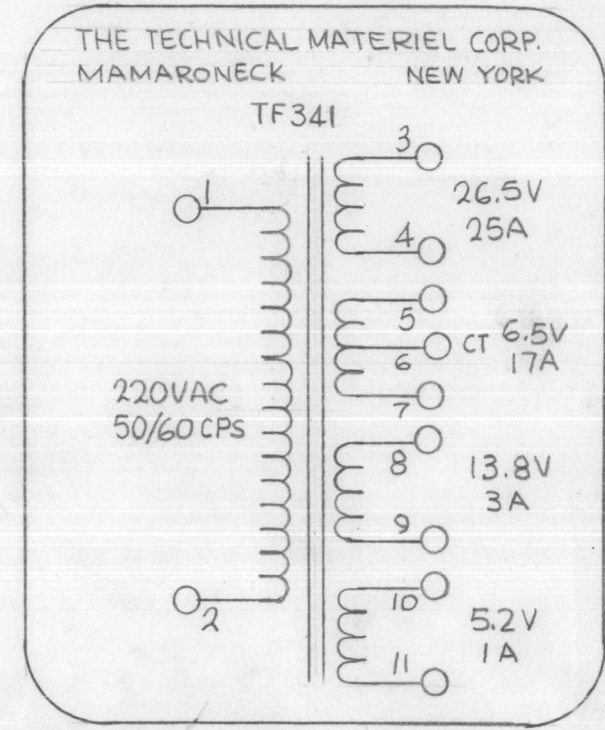 THE TECHNICAL MATERIEL CORP.
MAMARONECK NEW YORK
TF341
1
2
220VAC
50/60 CPS
3
4
26.5V
25A
5
6
7
CT 6.5V
17A
8
9
13.8V
3A
10
11
5.2V
1A